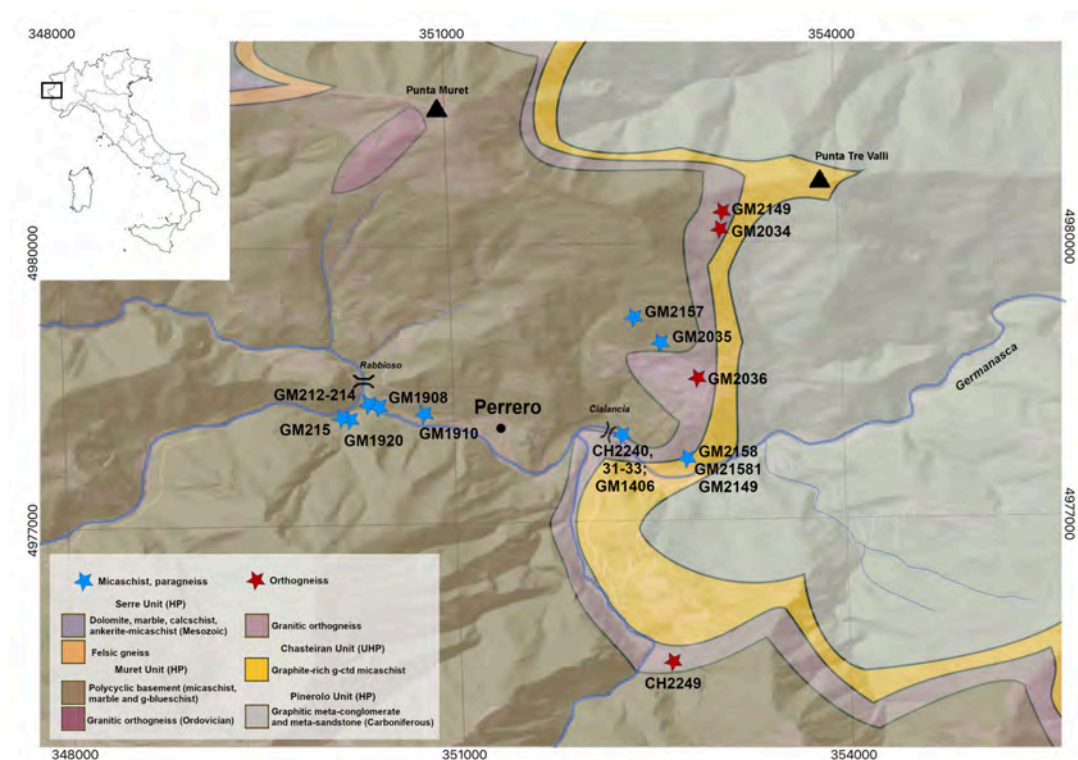 348000
351000
354000
Punta Muret
Punta Tre Valli
GM2149
GM2034
4980000
4980000
GM2157
GM2035
Germanasca
Rabbioso
GM2036
GM212-214
GM1908
Perrero
Cialancia
GM215
GM1910
GM1920
CH2240,
31-33;
GM1406
GM2158
GM21581
GM2149
4977000
4977000
Micaschist, paragneiss
Orthogneiss
Serre Unit (HP)
Dolomite, marble, calcschist,
ankerite-micaschist (Mesozoic)
Granitic orthogneiss
Felsic gneiss
Chasteiran Unit (UHP)
Graphite-rich g-ctd micaschist
Muret Unit (HP)
Polycyclic basement (micaschist,
marble and g-blueschist)
Pinerolo Unit (HP)
Graphitic meta-conglomerate
and meta-sandstone (Carboniferous)
Granitic orthogneiss (Ordovician)
CH2249
348000
351000
354000